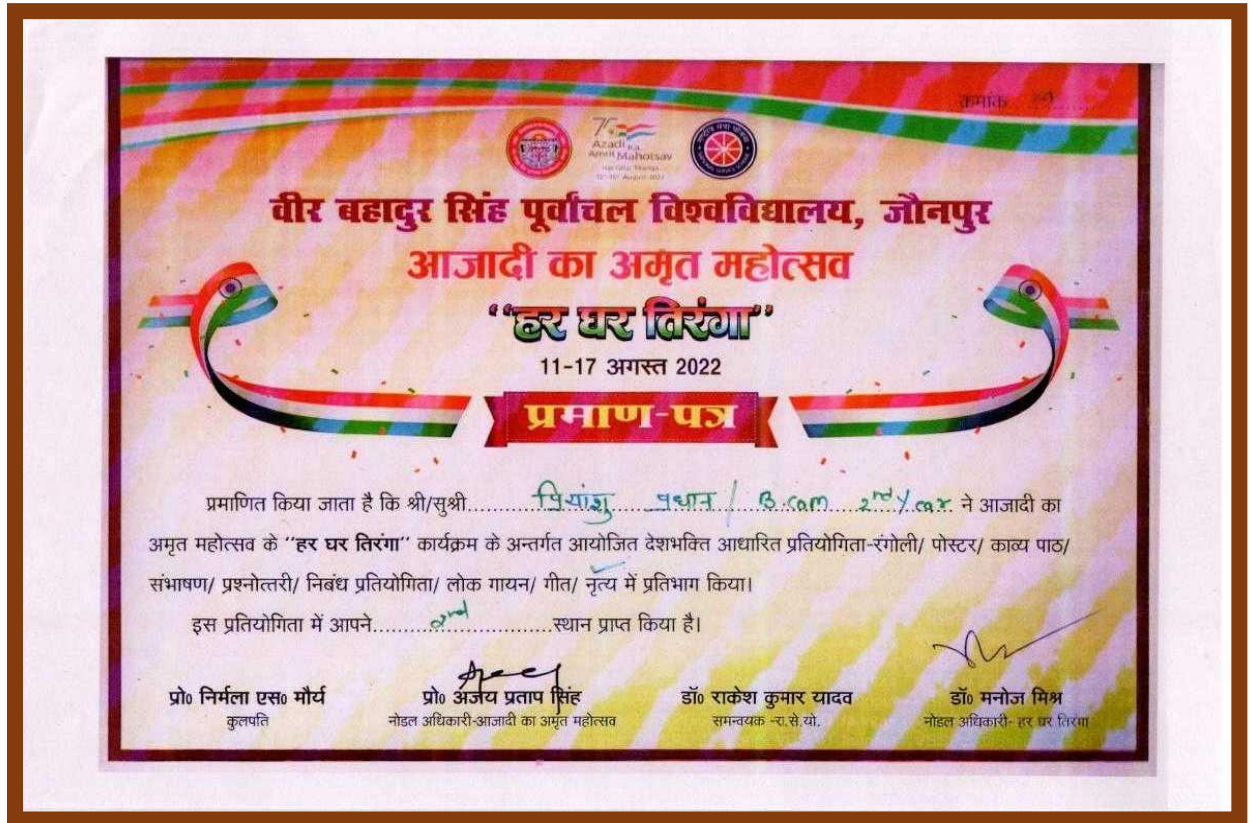 क्रमांक ............
75
Azadi Ka
Amrit Mahotsav
वीर बहादुर सिंह पूर्वांचल विश्वविद्यालय, जौनपुर
आजादी का अमृत महोत्सव
“हर घर तिरंगा”
11-17 अगस्त 2022
प्रमाण-पत्र
प्रमाणित किया जाता है कि श्री/सुश्री.........प्रियांशु प्रधान / B.com 2nd Year ने आजादी का
अमृत महोत्सव के "हर घर तिरंगा" कार्यक्रम के अन्तर्गत आयोजित देशभक्ति आधारित प्रतियोगिता-रंगोली/ पोस्टर/ काव्य पाठ/
संभाषण/ प्रश्नोत्तरी/ निबंध प्रतियोगिता/ लोक गायन/ गीत/ नृत्य में प्रतिभाग किया।
इस प्रतियोगिता में आपने.......2nd..............स्थान प्राप्त किया है।
प्रो० निर्मला एस० मौर्य प्रो० अजय प्रताप सिंह डॉ० राकेश कुमार यादव डॉ० मनोज मिश्र
कुलपति नोडल अधिकारी-आजादी का अमृत महोत्सव समन्वयक -रा.से.यो. नोडल अधिकारी- हर घर तिरंगा